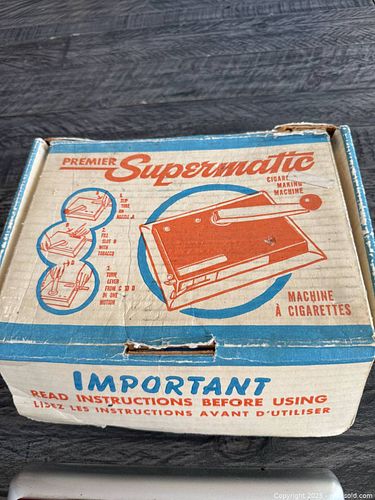 PREMIER Supermatic
CIGARE
MAKING
MACHINE
1.
SLIP
TUBE
ON
NOZZLE A
2.
FILL
SLOT B
WITH
TOBACCO
3.
TURN
LEVER
FROM C TO D
IN ONE
MOTION
MACHINE
À CIGARETTES
IMPORTANT
READ INSTRUCTIONS BEFORE USING
LISEZ LES INSTRUCTIONS AVANT D'UTILISER